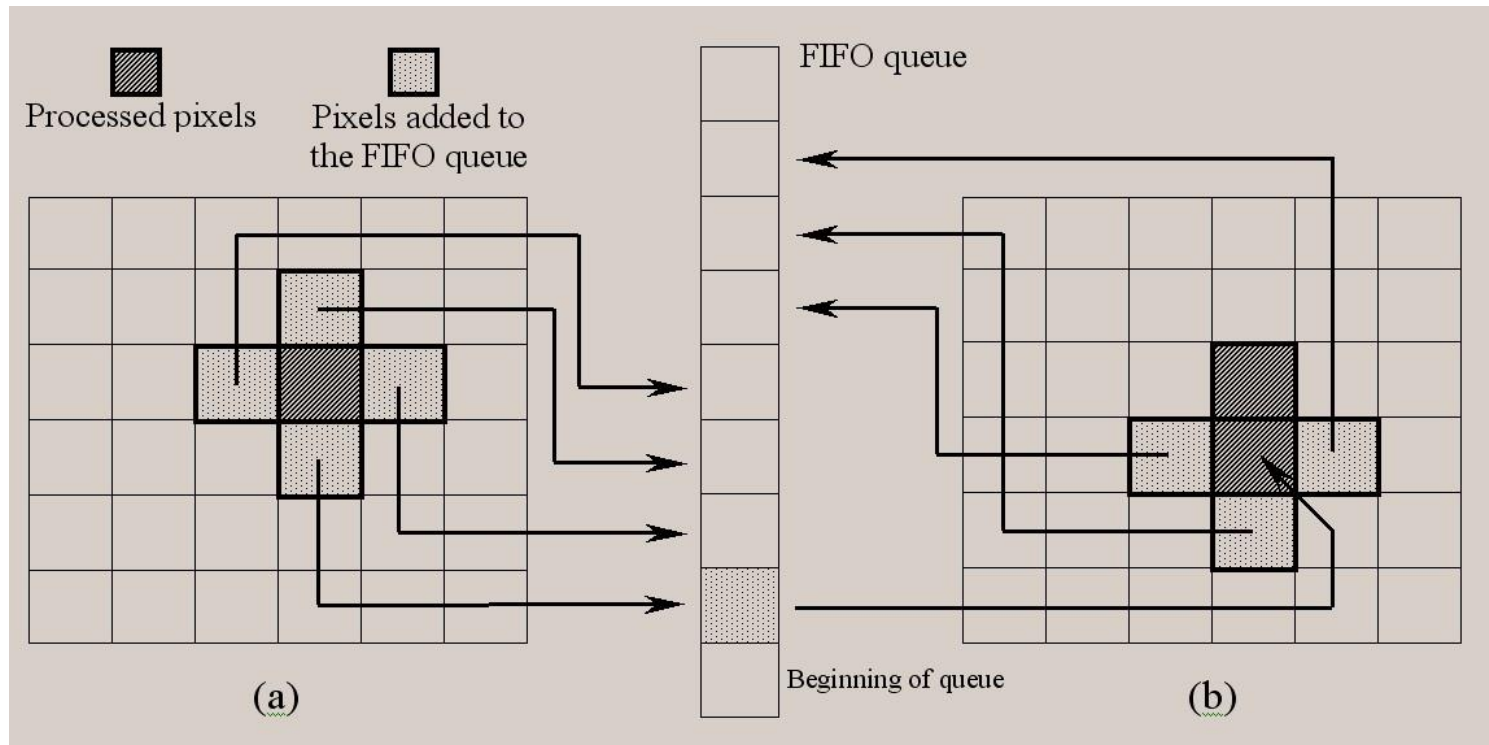 FIFO queue
Processed pixels
Pixels added to
the FIFO queue
Beginning of queue
(a)
(b)